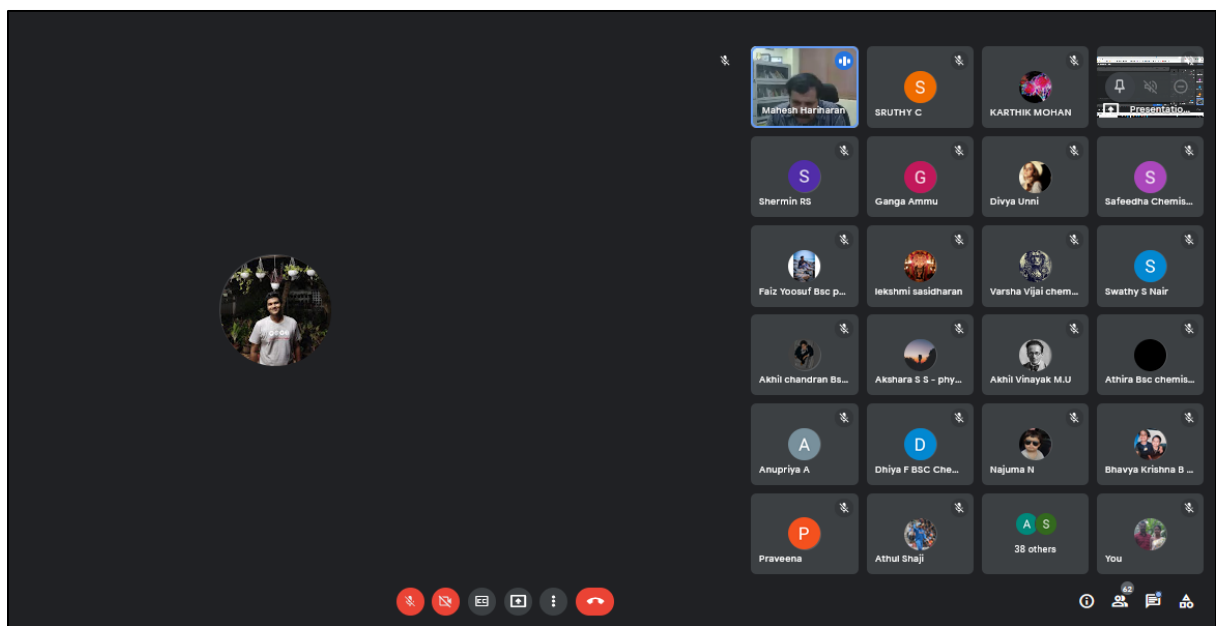 Mahesh Hariharan
SRUTHY C
KARTHIK MOHAN
Presentatio...
S
S
G
S
Shermin RS
Ganga Ammu
Divya Unni
Safeedha Chemis...
S
Faiz Yoosuf Bsc p...
lekshmi sasidharan
Varsha Vijai chem...
Swathy S Nair
Akhil chandran Bs...
Akshara S S - phy...
Akhil Vinayak M.U
Athira Bsc chemis...
A
D
Anupriya A
Dhiya F BSC Che...
Najuma N
Bhavya Krishna B ...
P
A S
38 others
Praveena
Athul Shaji
You
62